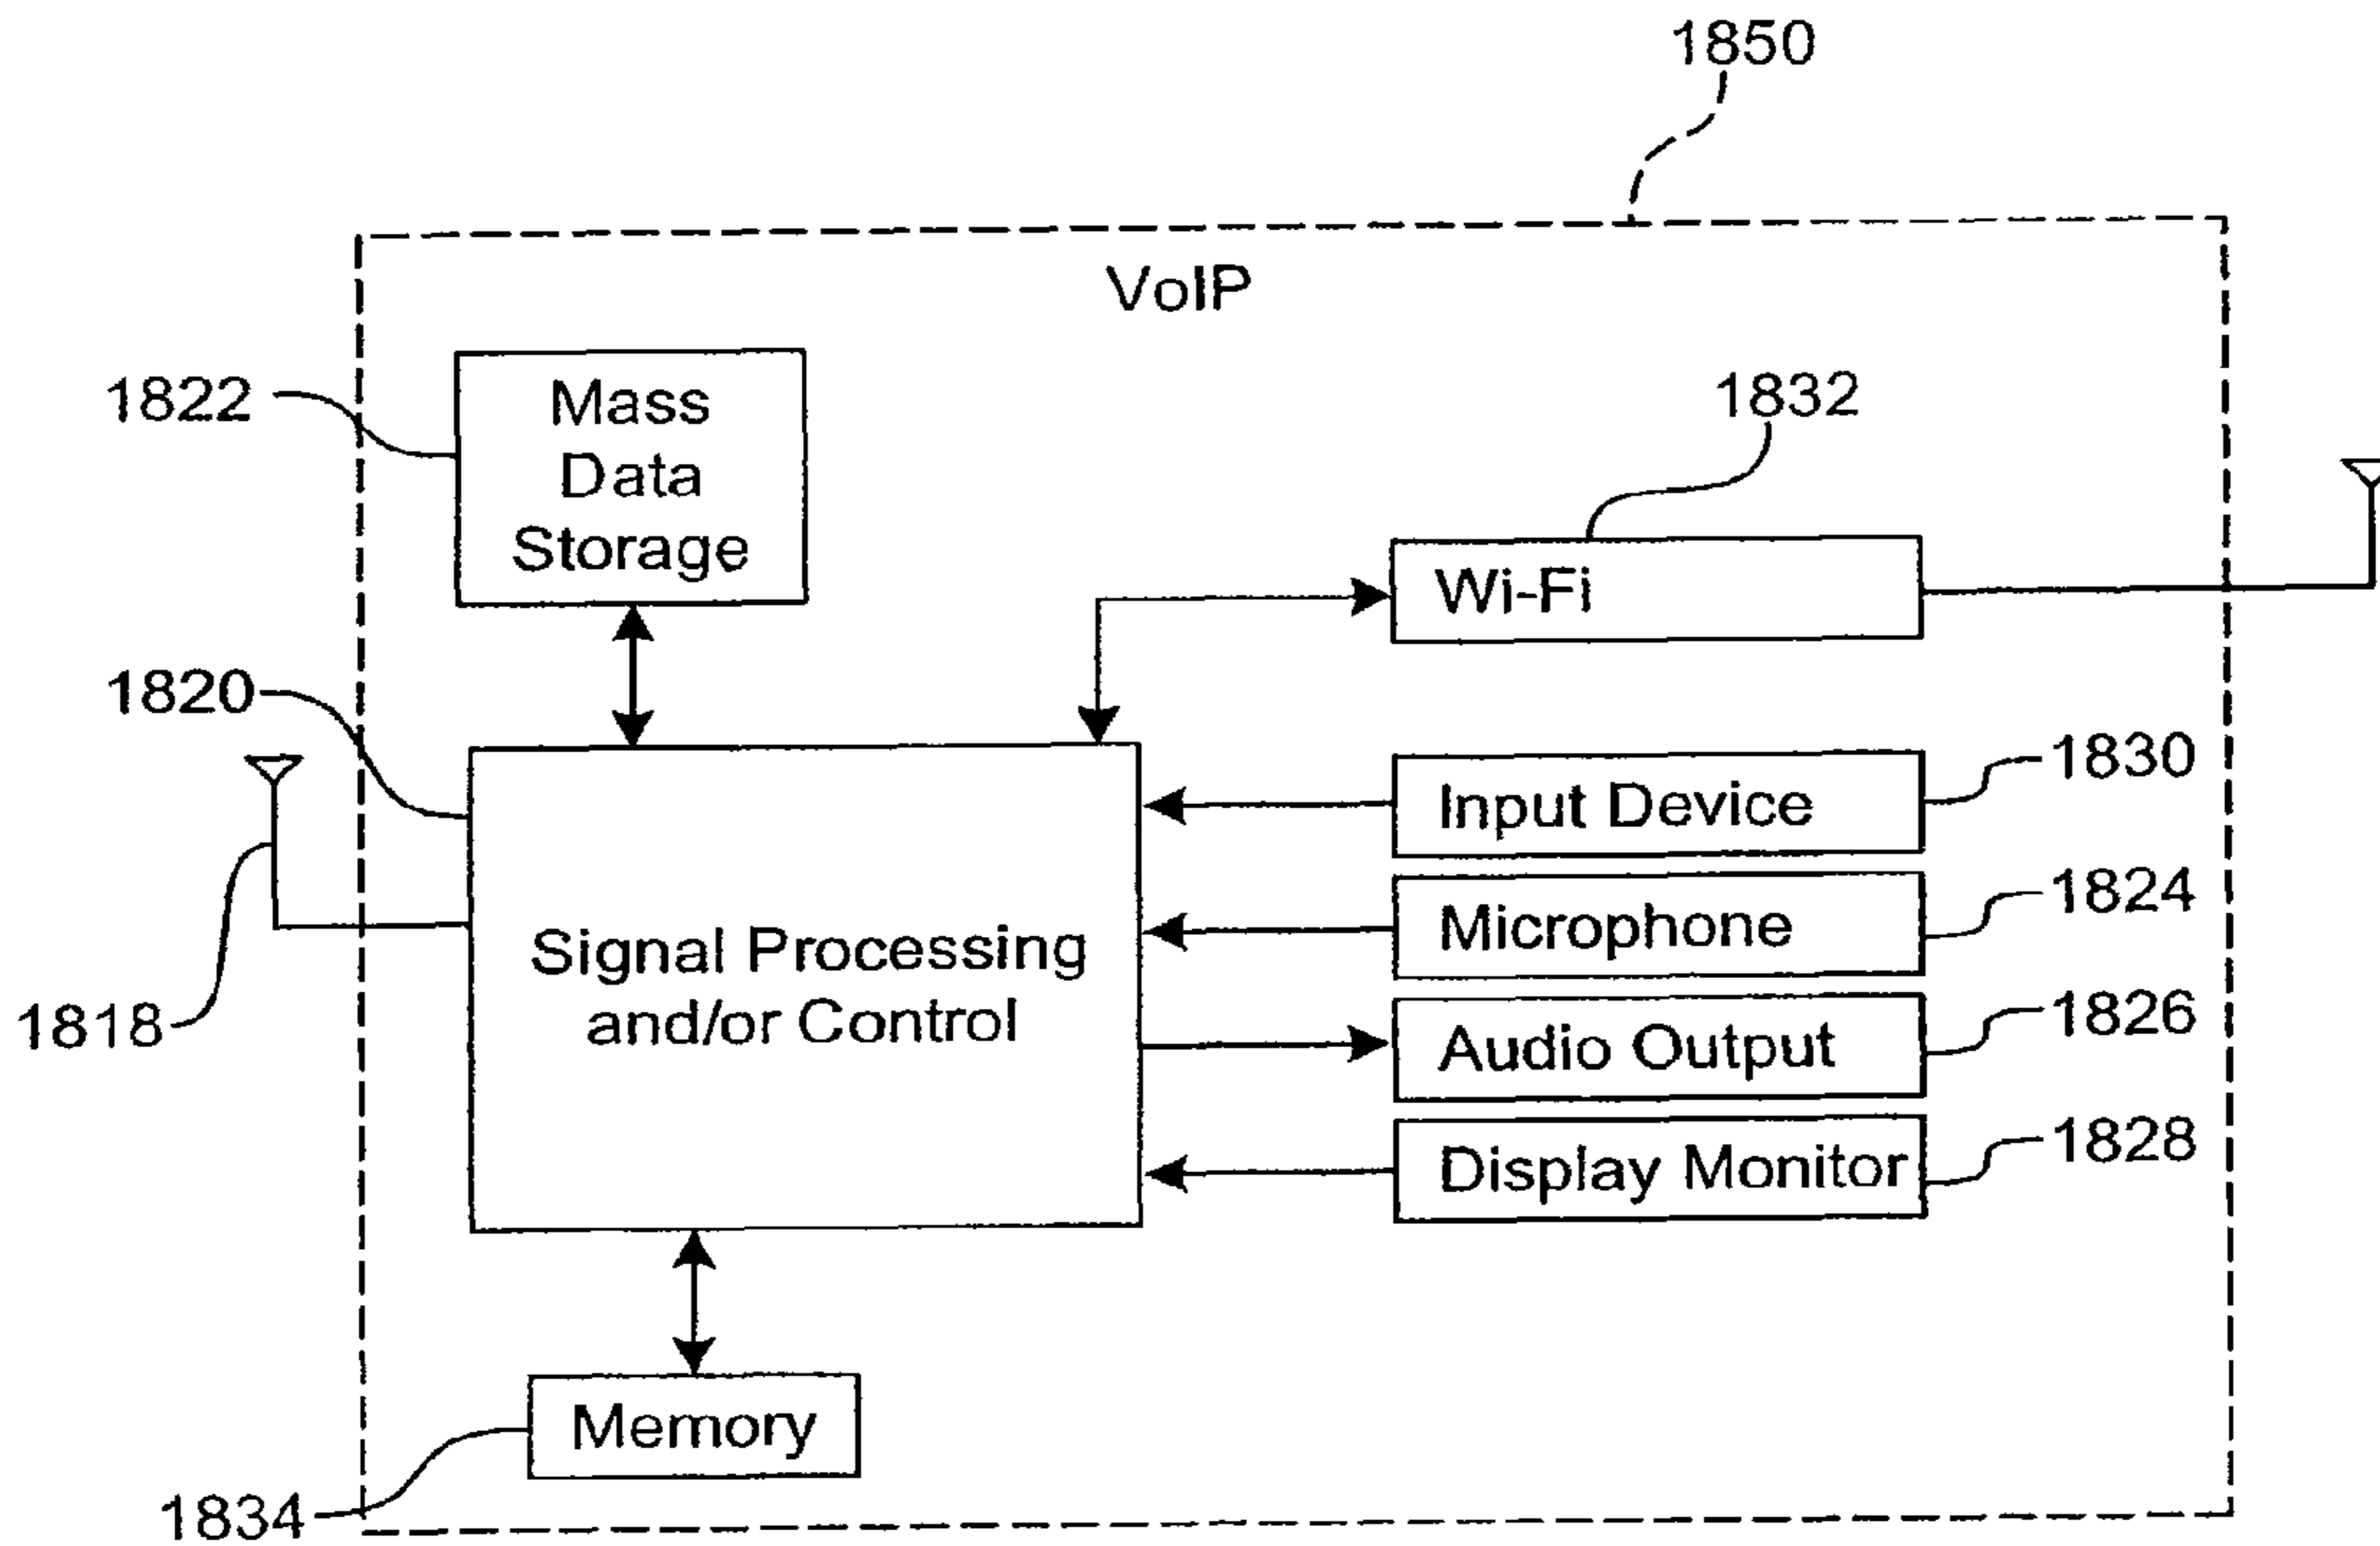 1850
VoIP
1822
Mass
Data
Storage
1832
Wi-Fi
1820
1830
Input Device
1824
Microphone
Signal Processing
and/or Control
1818
1826
Audio Output
1828
Display Monitor
Memory
1834